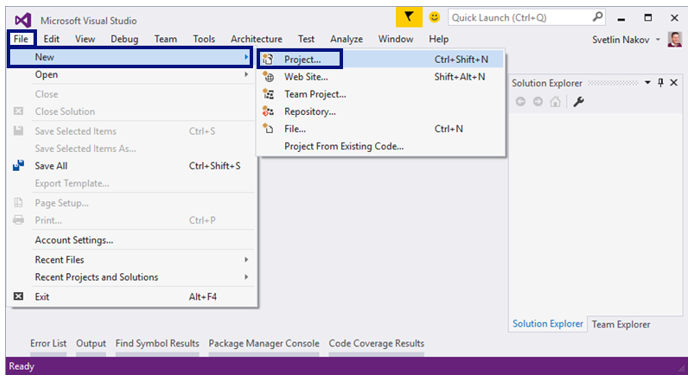 Microsoft Visual Studio
Quick Launch (Ctrl+Q)
File Edit View Debug Team Tools Architecture Test Analyze Window Help
Svetlin Nakov
New
Project... Ctrl+Shift+N
Open
Web Site... Shift+Alt+N
Close
Team Project...
Close Solution
Repository...
Save Selected Items Ctrl+S
File... Ctrl+N
Save Selected Items As...
Project From Existing Code...
Save All Ctrl+Shift+S
Export Template...
Page Setup...
Print... Ctrl+P
Account Settings...
Recent Files
Recent Projects and Solutions
Exit Alt+F4
Solution Explorer
Solution Explorer Team Explorer
Error List Output Find Symbol Results Package Manager Console Code Coverage Results
Ready